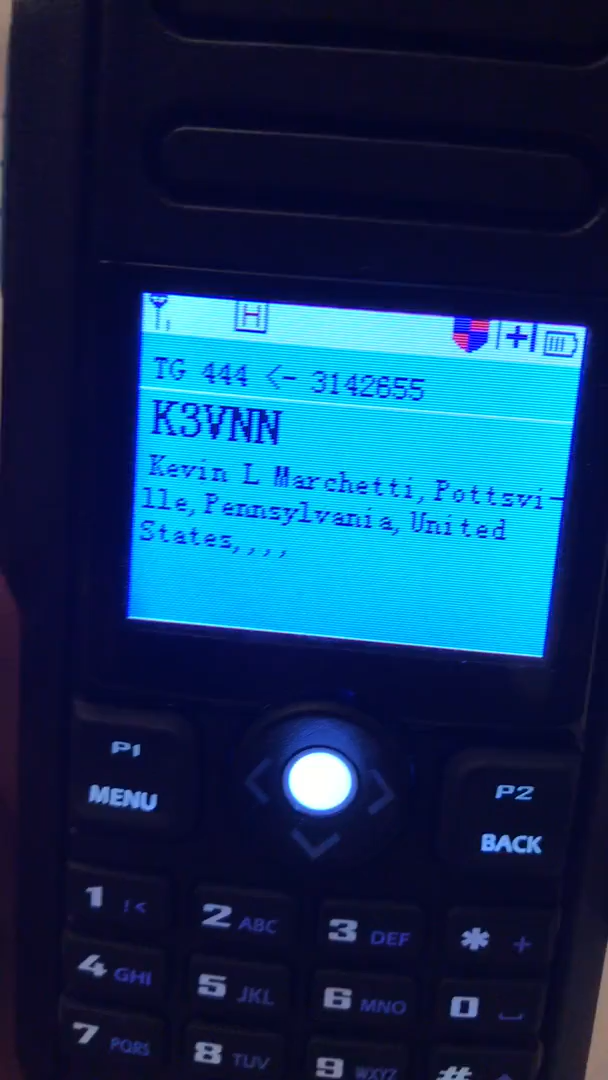 H
TG 444 <- 3142655
K3VNN
Kevin L Marchetti, Pottsvi-
lle, Pennsylvania, United
States, , , ,
P1
MENU
P2
BACK
1 ! <
2 ABC
3 DEF
* +
4 GHI
5 JKL
6 MNO
0
7 PQRS
8 TUV
9 WXYZ
#